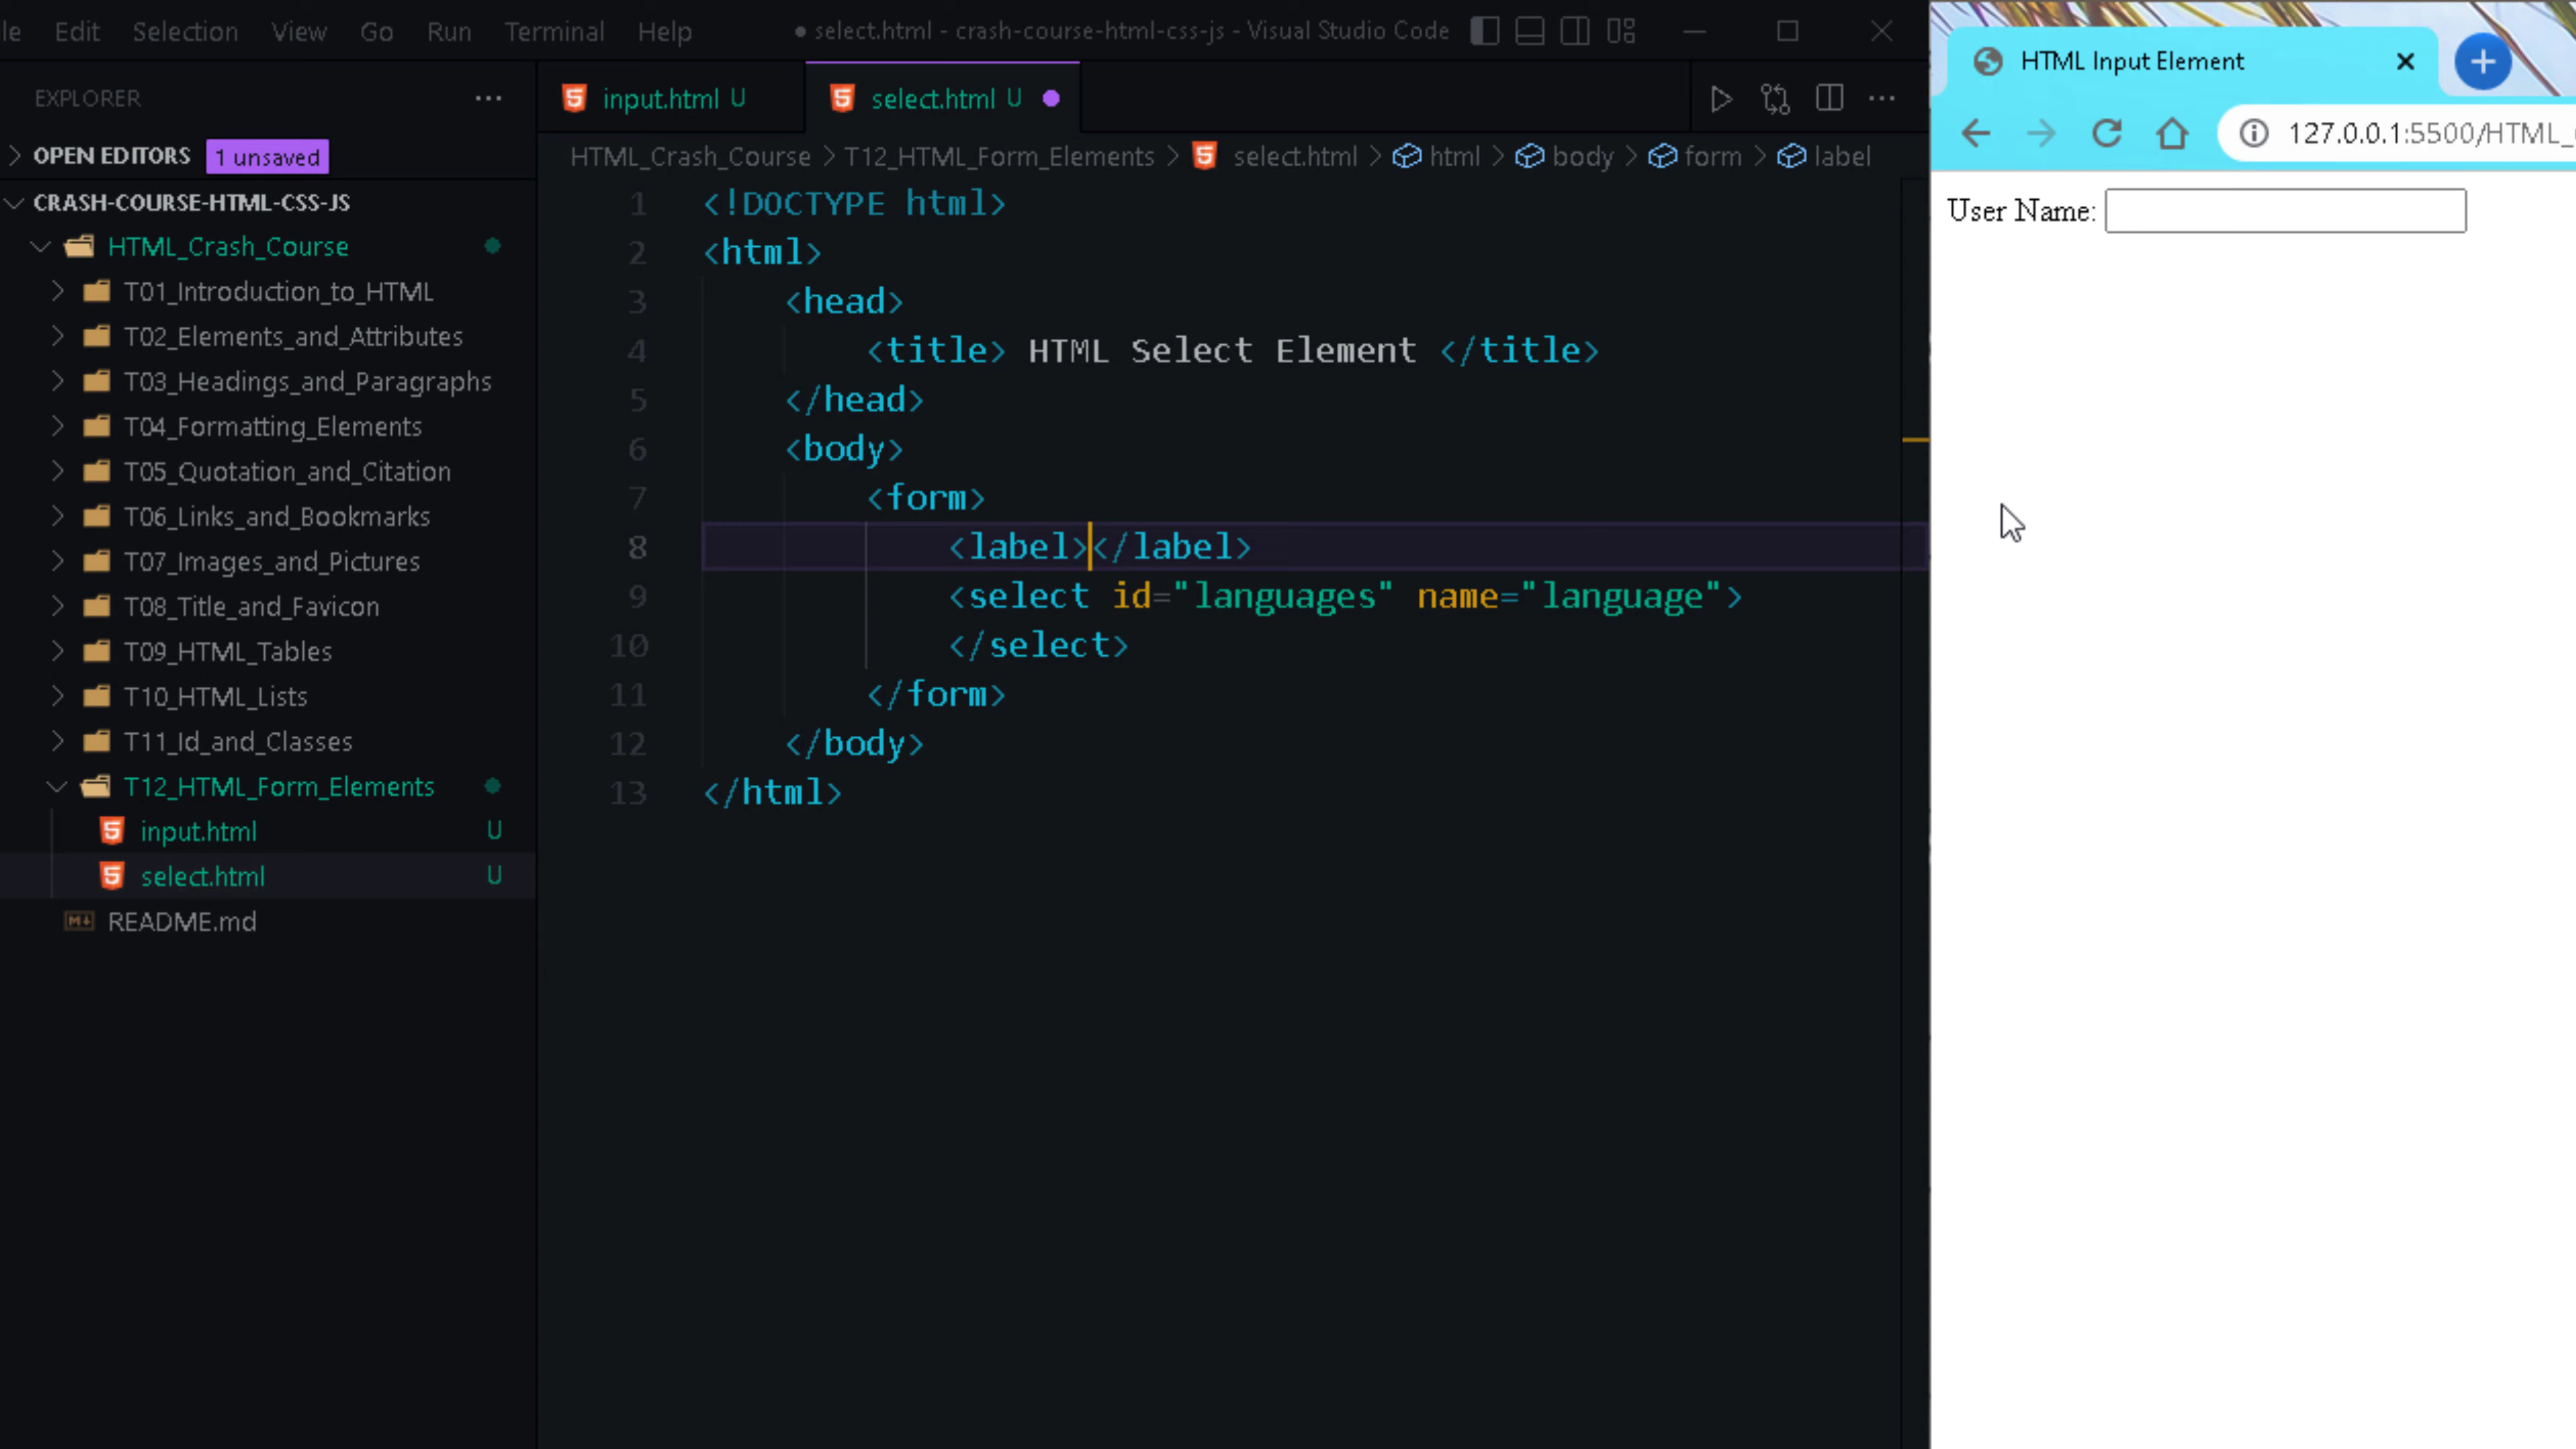 le Edit Selection View Go Run Terminal Help ● select.html - crash-course-html-css-js - Visual Studio Code
EXPLORER
OPEN EDITORS 1 unsaved
CRASH-COURSE-HTML-CSS-JS
HTML_Crash_Course
T01_Introduction_to_HTML
T02_Elements_and_Attributes
T03_Headings_and_Paragraphs
T04_Formatting_Elements
T05_Quotation_and_Citation
T06_Links_and_Bookmarks
T07_Images_and_Pictures
T08_Title_and_Favicon
T09_HTML_Tables
T10_HTML_Lists
T11_Id_and_Classes
T12_HTML_Form_Elements
input.html U
select.html U
README.md
input.html U select.html U
HTML_Crash_Course > T12_HTML_Form_Elements > select.html > html > body > form > label
1 <!DOCTYPE html>
2 <html>
3 <head>
4 <title> HTML Select Element </title>
5 </head>
6 <body>
7 <form>
8 <label></label>
9 <select id="languages" name="language">
10 </select>
11 </form>
12 </body>
13 </html>
HTML Input Element
127.0.0.1:5500/HTML_
User Name: